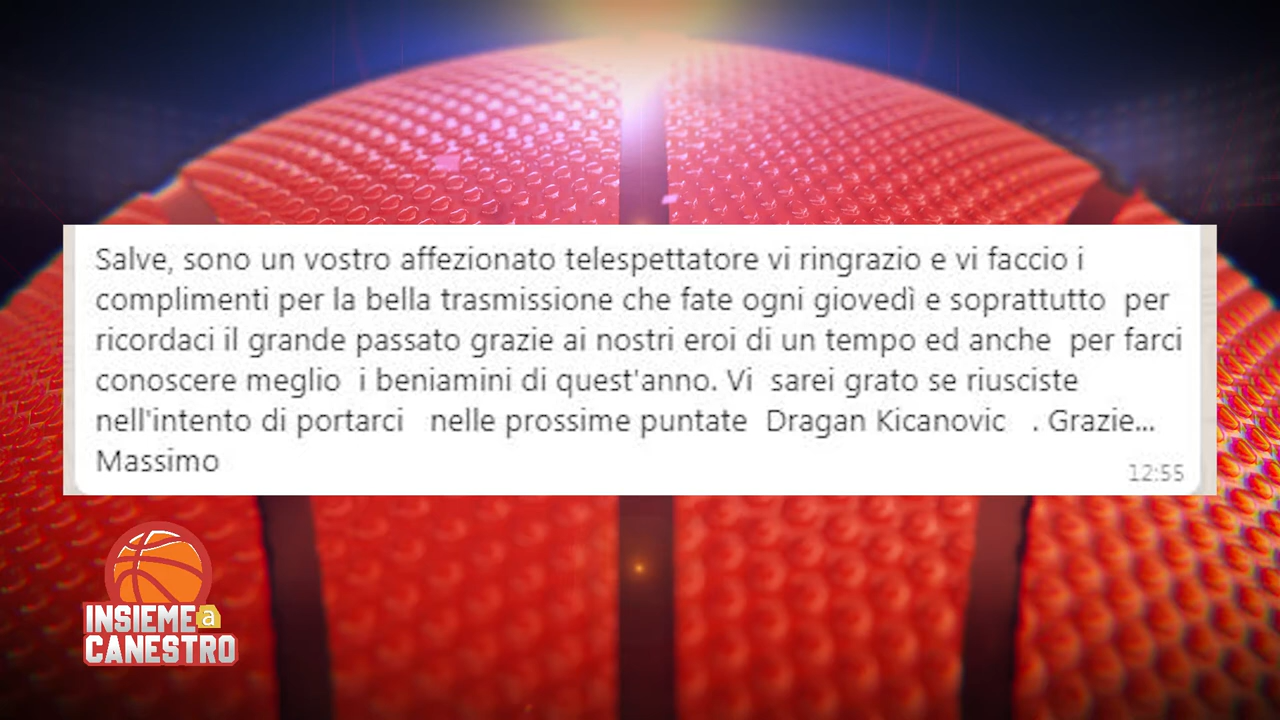 Salve, sono un vostro affezionato telespettatore vi ringrazio e vi faccio i
complimenti per la bella trasmissione che fate ogni giovedì e soprattutto  per
ricordaci il grande passato grazie ai nostri eroi di un tempo ed anche  per farci
conoscere meglio  i beniamini di quest'anno. Vi  sarei grato se riusciste
nell'intento di portarci   nelle prossime puntate  Dragan Kicanovic   . Grazie...
Massimo
12:55
INSIEME a
CANESTRO